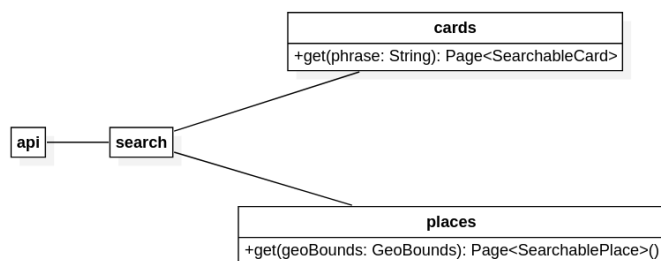 cards
+get(phrase: String): Page<SearchableCard>
api
search
places
+get(geoBounds: GeoBounds): Page<SearchablePlace>()